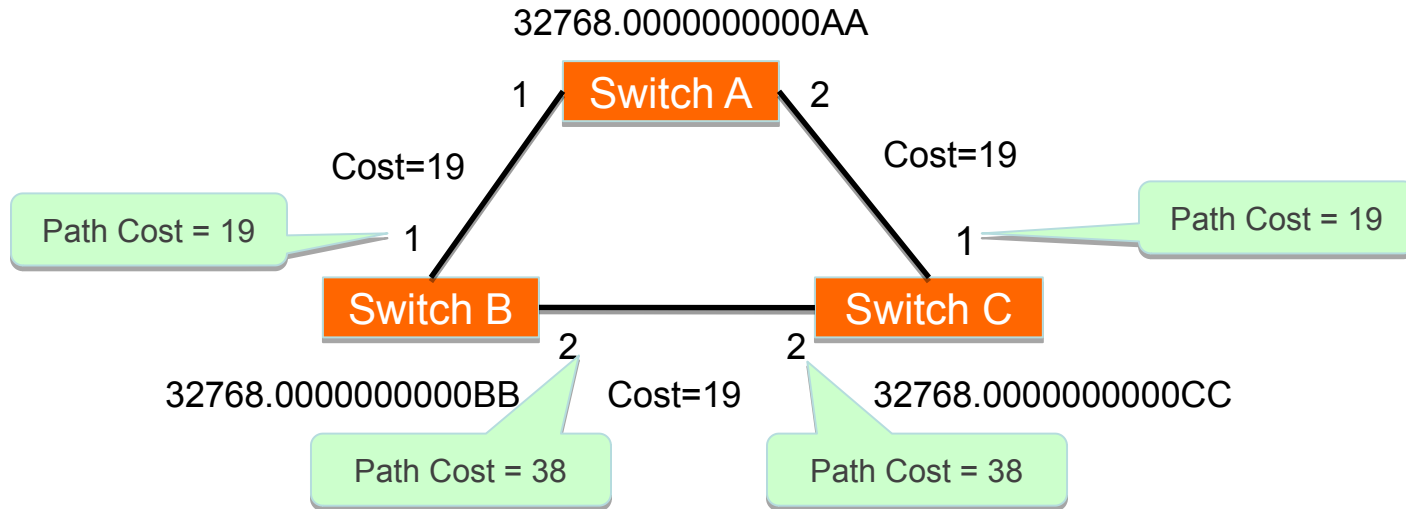 32768.0000000000AA
1
Switch A
2
Cost=19
Cost=19
Path Cost = 19
1
1
Path Cost = 19
Switch B
Switch C
2
2
32768.0000000000BB
Cost=19
32768.0000000000CC
Path Cost = 38
Path Cost = 38